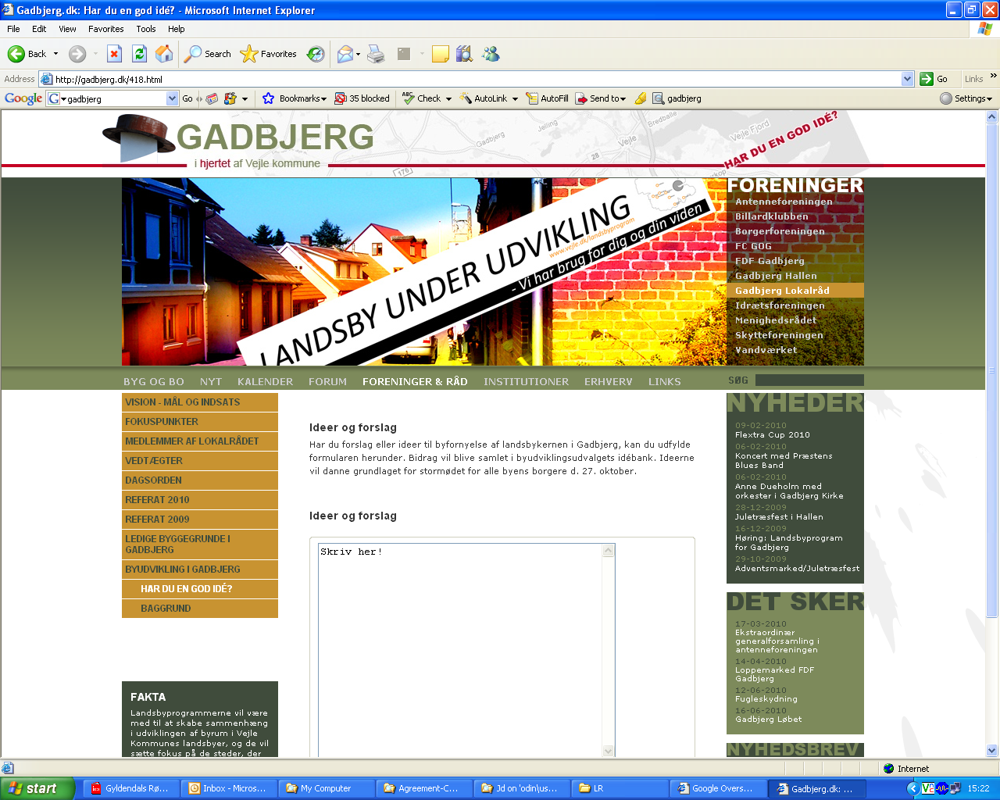 Gadbjerg.dk: Har du en god idé? - Microsoft Internet Explorer
File Edit View Favorites Tools Help
Back Search Favorites
Address http://gadbjerg.dk/418.html Go Links »
Google gadbjerg Go Bookmarks 35 blocked Check AutoLink AutoFill Send to gadbjerg Settings
GADBJERG
i hjertet af Vejle kommune
Gadbjerg Jelling Vejle Bredballe Vejle Fjord
176 28
HAR DU EN GOD IDÉ?
LANDSBY UNDER UDVIKLING
www.vejle.dk/landsbyprogram
- Vi har brug for dig og din viden
FORENINGER
Antenneforeningen
Billardklubben
Borgerforeningen
FC GOG
FDF Gadbjerg
Gadbjerg Hallen
Gadbjerg Lokalråd
Idrætsforeningen
Menighedsrådet
Skytteforeningen
Vandværket
BYG OG BO NYT KALENDER FORUM FORENINGER & RÅD INSTITUTIONER ERHVERV LINKS
SØG
VISION - MÅL OG INDSATS
FOKUSPUNKTER
MEDLEMMER AF LOKALRÅDET
VEDTÆGTER
DAGSORDEN
REFERAT 2010
REFERAT 2009
LEDIGE BYGGEGRUNDE I
GADBJERG
BYUDVIKLING I GADBJERG
HAR DU EN GOD IDÉ?
BAGGRUND
FAKTA
Landsbyprogrammerne vil være
med til at skabe sammenhæng
i udviklingen af byrum i Vejle
Kommunes landsbyer, og de vil
sætte fokus på de steder, der
Ideer og forslag
Har du forslag eller ideer til byfornyelse af landsbykernen i Gadbjerg, kan du udfylde
formularen herunder. Bidrag vil blive samlet i byudviklingsudvalgets idébank. Ideerne
vil danne grundlaget for stormødet for alle byens borgere d. 27. oktober.
Ideer og forslag
Skriv her!
NYHEDER
09-02-2010
Flextra Cup 2010
06-02-2010
Koncert med Præstens
Blues Band
06-02-2010
Anne Dueholm med
orkester i Gadbjerg Kirke
28-12-2009
Juletræsfest i Hallen
16-12-2009
Høring: Landsbyprogram
for Gadbjerg
29-10-2009
Adventsmarked/Juletræsfest
DET SKER
17-03-2010
Ekstraordinær
generalforsamling i
antenneforeningen
14-04-2010
Loppemarked FDF
Gadbjerg
12-06-2010
Fugleskydning
16-06-2010
Gadbjerg Løbet
NYHEDSBREV
Internet
start Gyldendals Rø... Inbox - Micros... My Computer Agreement-C... Jd on 'odin\us... LR Google Overs... Gadbjerg.dk: ... 15:22